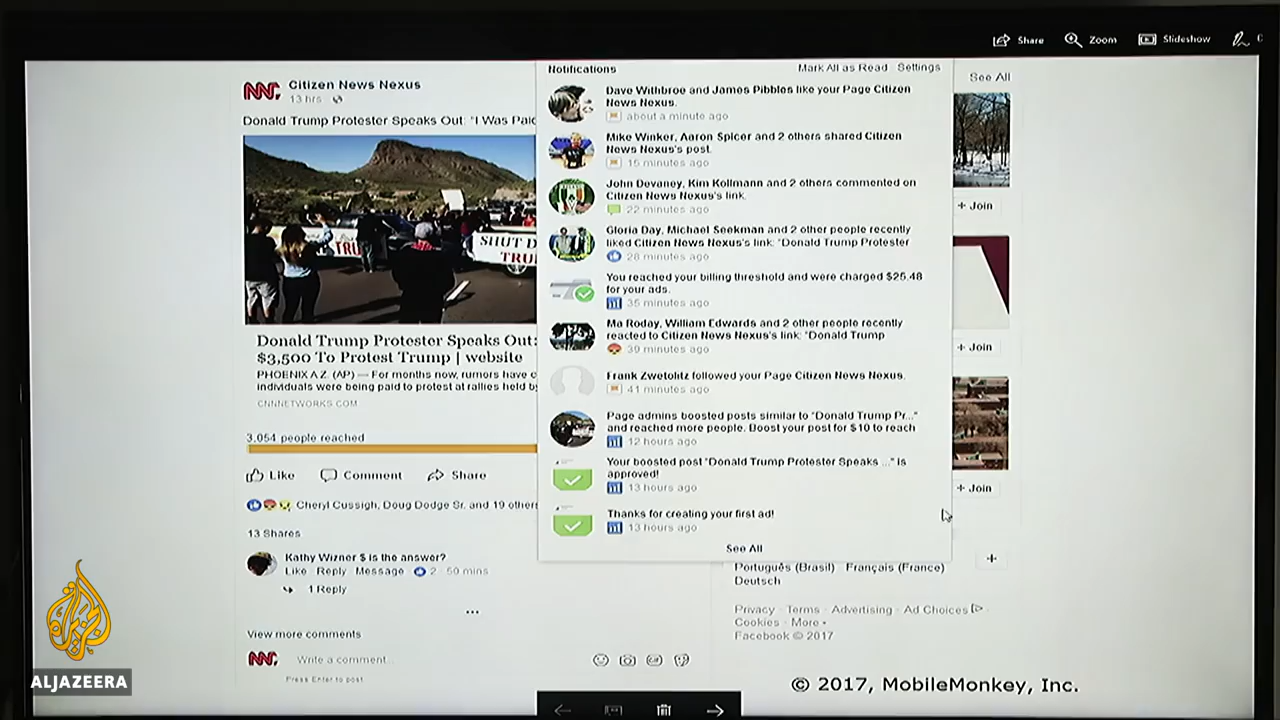 Share Zoom Slideshow
Citizen News Nexus
13 hrs
Donald Trump Protester Speaks Out: "I Was Paid
SHUT D
TRU
Donald Trump Protester Speaks Out:
$3,500 To Protest Trump | website
PHOENIX A.Z. (AP) — For months now, rumors have c
individuals were being paid to protest at rallies held by
CNNETWORKS.COM
3,054 people reached
Like Comment Share
Cheryl Cussigh, Doug Dodge Sr. and 19 others
13 Shares
Kathy Wizner $ is the answer?
Like · Reply · Message · 2 · 50 mins
1 Reply
View more comments
Write a comment...
Press Enter to post
Notifications
Mark All as Read · Settings
Dave Withbroe and James Pibbles like your Page Citizen
News Nexus.
about a minute ago
Mike Winker, Aaron Spicer and 2 others shared Citizen
News Nexus's post.
15 minutes ago
John Devaney, Kim Kollmann and 2 others commented on
Citizen News Nexus's link.
22 minutes ago
Gloria Day, Michael Seekman and 2 other people recently
liked Citizen News Nexus's link: "Donald Trump Protester
28 minutes ago
You reached your billing threshold and were charged $25.48
for your ads.
35 minutes ago
Ma Roday, William Edwards and 2 other people recently
reacted to Citizen News Nexus's link: "Donald Trump
39 minutes ago
Frank Zwetolitz followed your Page Citizen News Nexus.
41 minutes ago
Page admins boosted posts similar to "Donald Trump Pr..."
and reached more people. Boost your post for $10 to reach
12 hours ago
Your boosted post "Donald Trump Protester Speaks ..." is
approved!
13 hours ago
Thanks for creating your first ad!
13 hours ago
See All
See All
+ Join
+ Join
+ Join
Português (Brasil) · Français (France)
Deutsch
Privacy · Terms · Advertising · Ad Choices
Cookies · More
Facebook © 2017
الجزيرة
ALJAZEERA
© 2017, MobileMonkey, Inc.